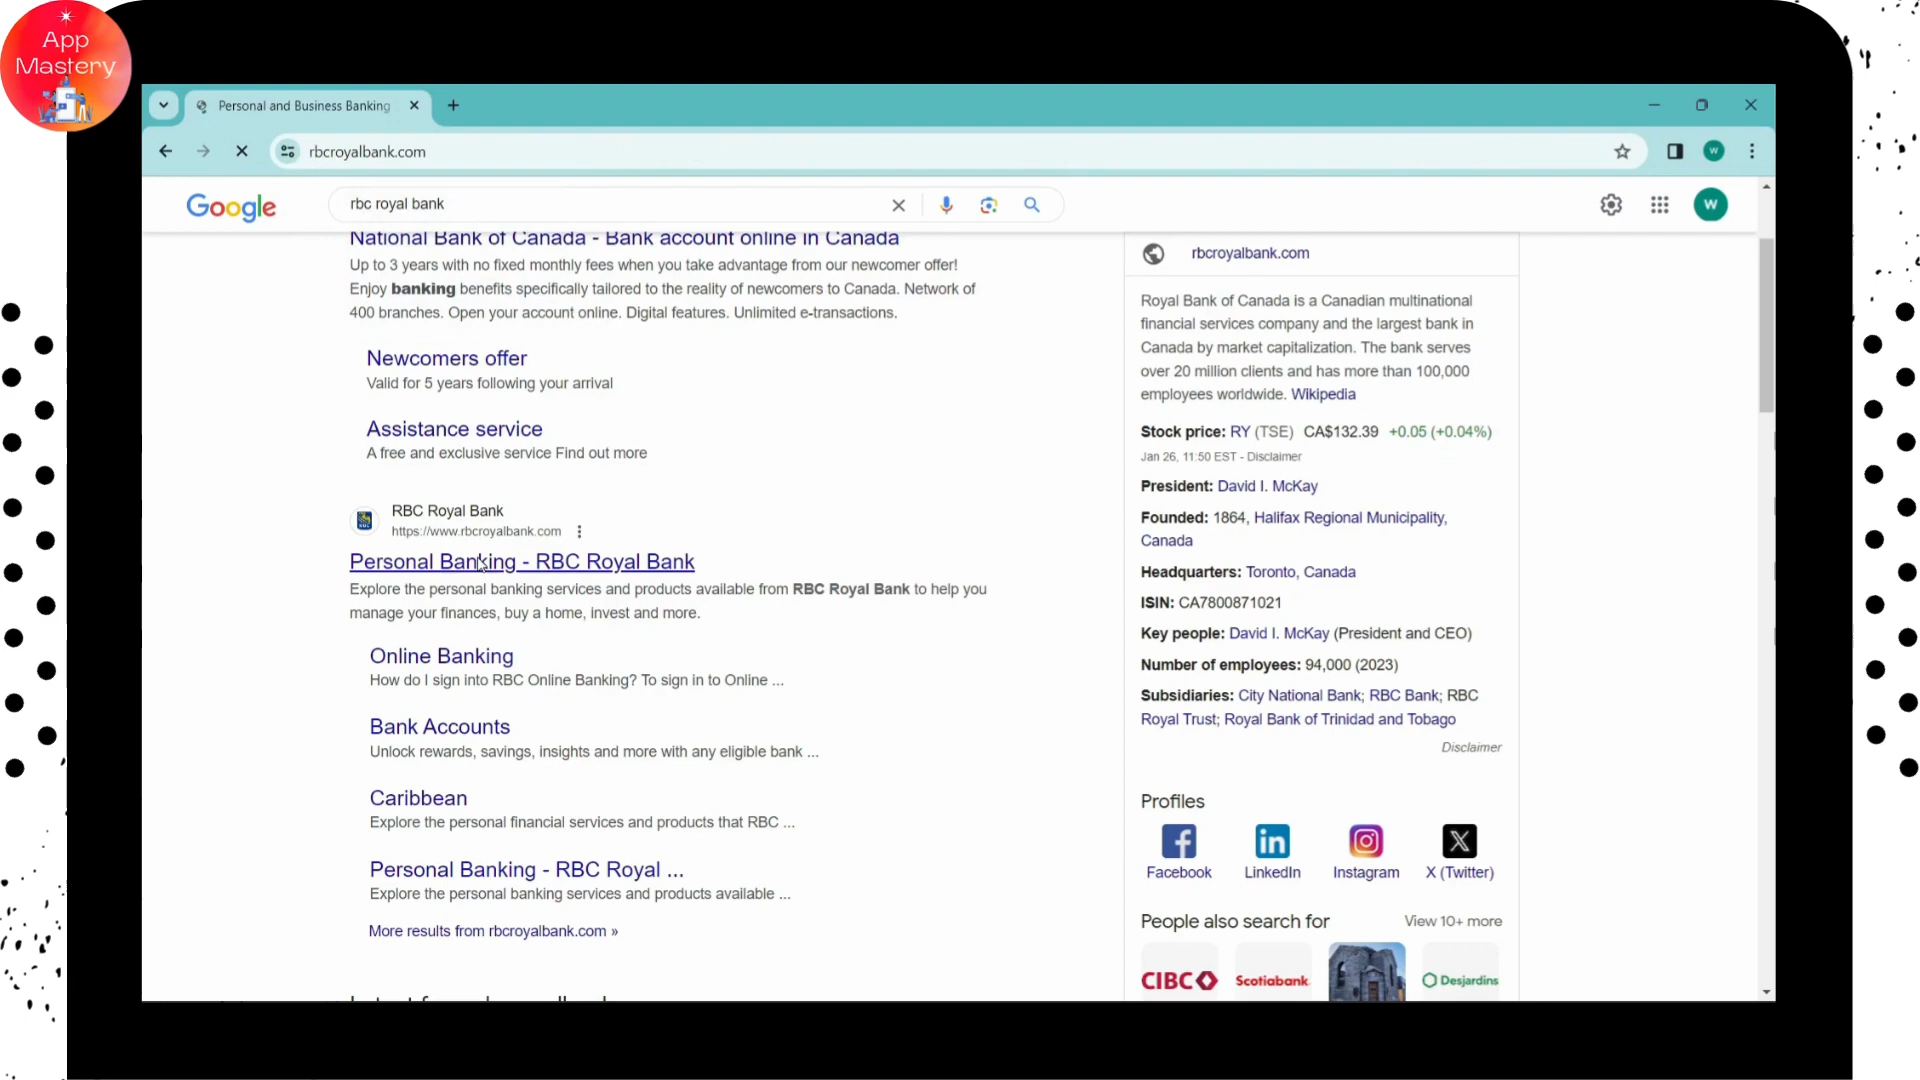 App
Mastery
Personal and Business Banking
rbcroyalbank.com
W
Google
rbc royal bank
W
National Bank of Canada - Bank account online in Canada
Up to 3 years with no fixed monthly fees when you take advantage from our newcomer offer!
Enjoy banking benefits specifically tailored to the reality of newcomers to Canada. Network of
400 branches. Open your account online. Digital features. Unlimited e-transactions.
Newcomers offer
Valid for 5 years following your arrival
Assistance service
A free and exclusive service Find out more
RBC
RBC Royal Bank
https://www.rbcroyalbank.com
Personal Banking - RBC Royal Bank
Explore the personal banking services and products available from RBC Royal Bank to help you
manage your finances, buy a home, invest and more.
Online Banking
How do I sign into RBC Online Banking? To sign in to Online ...
Bank Accounts
Unlock rewards, savings, insights and more with any eligible bank ...
Caribbean
Explore the personal financial services and products that RBC ...
Personal Banking - RBC Royal ...
Explore the personal banking services and products available ...
More results from rbcroyalbank.com »
rbcroyalbank.com
Royal Bank of Canada is a Canadian multinational
financial services company and the largest bank in
Canada by market capitalization. The bank serves
over 20 million clients and has more than 100,000
employees worldwide. Wikipedia
Stock price: RY (TSE) CA$132.39 +0.05 (+0.04%)
Jan 26, 11:50 EST - Disclaimer
President: David I. McKay
Founded: 1864, Halifax Regional Municipality,
Canada
Headquarters: Toronto, Canada
ISIN: CA7800871021
Key people: David I. McKay (President and CEO)
Number of employees: 94,000 (2023)
Subsidiaries: City National Bank; RBC Bank; RBC
Royal Trust; Royal Bank of Trinidad and Tobago
Disclaimer
Profiles
Facebook
LinkedIn
Instagram
X (Twitter)
People also search for
View 10+ more
CIBC
Scotiabank
Desjardins